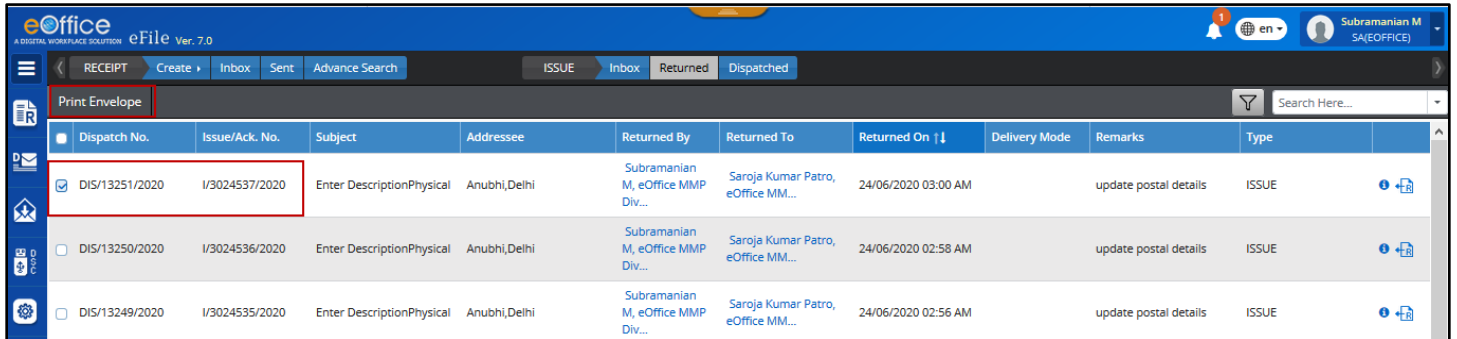 eOffice
A DIGITAL WORKPLACE SOLUTION eFile Ver. 7.0
1
en
Subramanian M
SA(EOFFICE)
RECEIPT Create Inbox Sent Advance Search ISSUE Inbox Returned Dispatched
Print Envelope Search Here...
Dispatch No. Issue/Ack. No. Subject Addressee Returned By Returned To Returned On Delivery Mode Remarks Type
DIS/13251/2020 I/3024537/2020 Enter DescriptionPhysical Anubhi,Delhi Subramanian M, eOffice MMP Div... Saroja Kumar Patro, eOffice MM... 24/06/2020 03:00 AM update postal details ISSUE
DIS/13250/2020 I/3024536/2020 Enter DescriptionPhysical Anubhi,Delhi Subramanian M, eOffice MMP Div... Saroja Kumar Patro, eOffice MM... 24/06/2020 02:58 AM update postal details ISSUE
DIS/13249/2020 I/3024535/2020 Enter DescriptionPhysical Anubhi,Delhi Subramanian M, eOffice MMP Div... Saroja Kumar Patro, eOffice MM... 24/06/2020 02:56 AM update postal details ISSUE
R
D
DSC